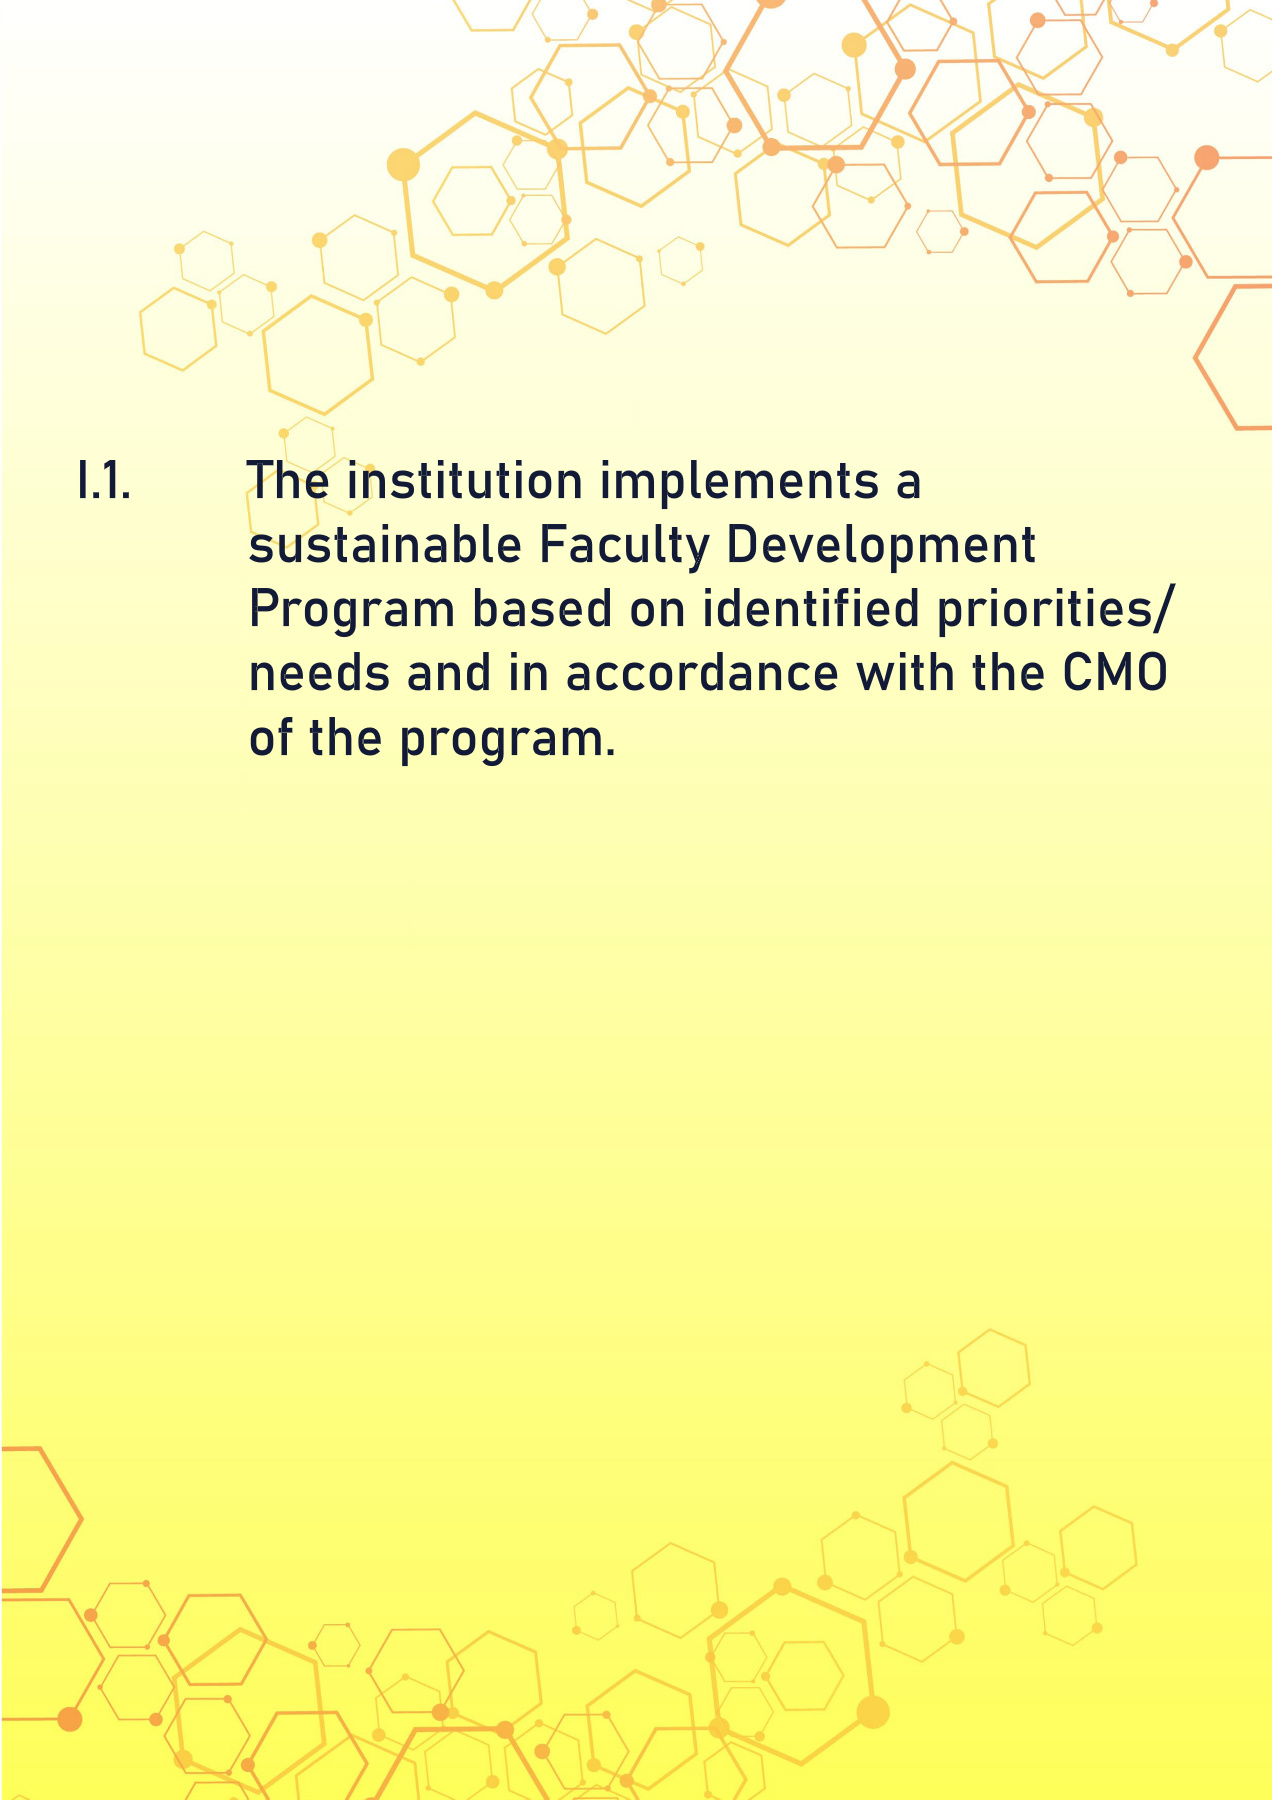 I.1. The institution implements a
sustainable Faculty Development
Program based on identified priorities/
needs and in accordance with the CMO
of the program.